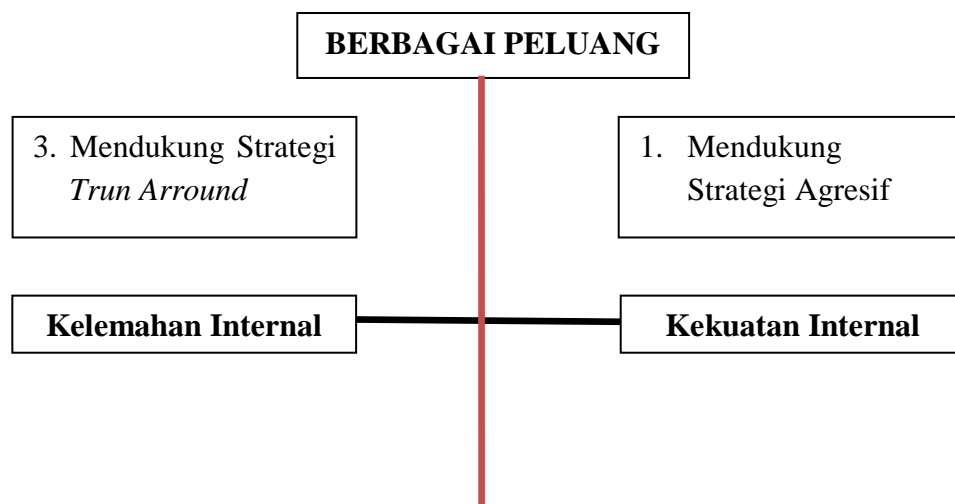 BERBAGAI PELUANG
3. Mendukung Strategi
Trun Arround
1. Mendukung
Strategi Agresif
Kelemahan Internal
Kekuatan Internal